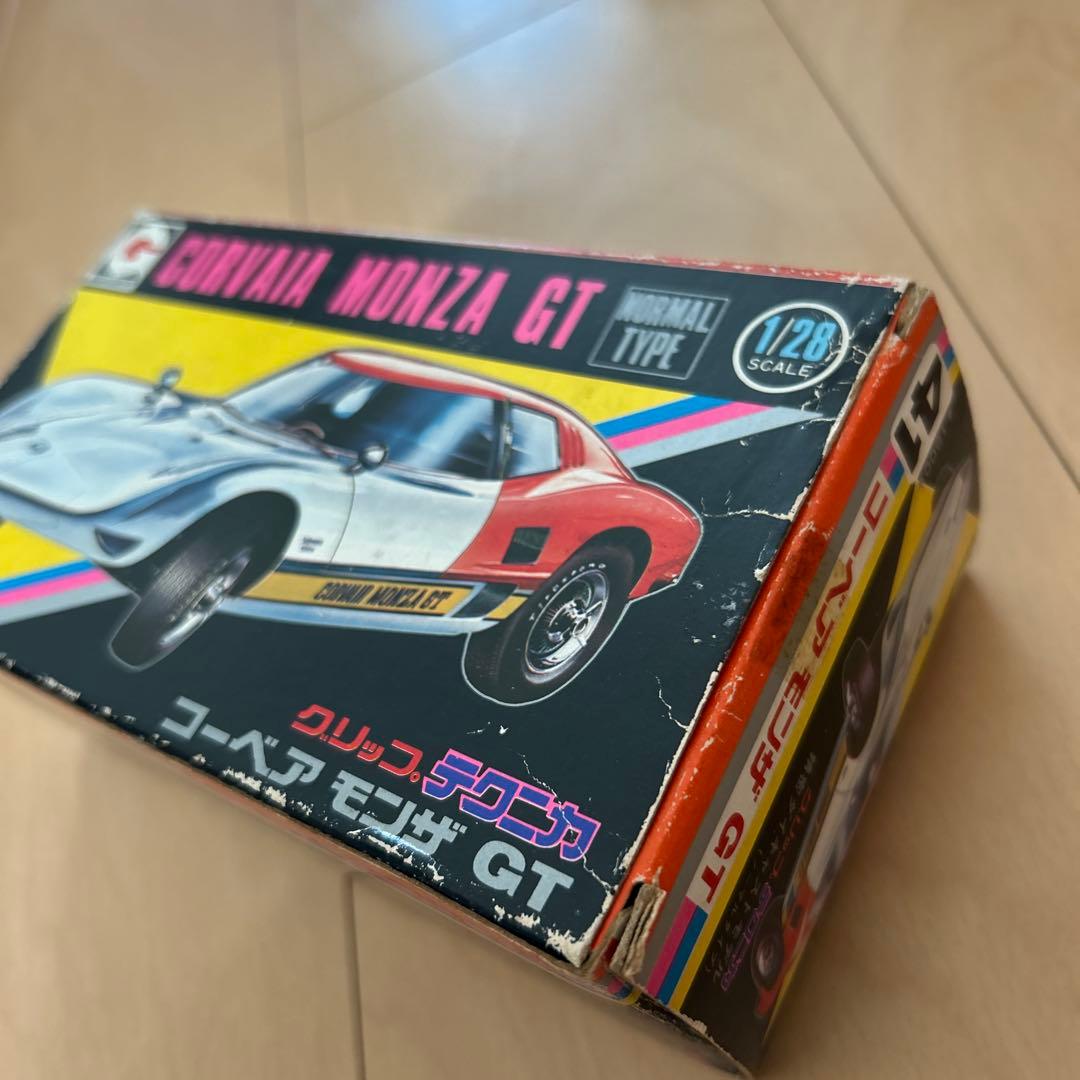 CORVAIA MONZA GT
NORMAL
TYPE
1/28
SCALE
CORVAIR MONZA GT
グリップ。テクニカ
コーベア モンザ GT
41
コーベア モンザ GT